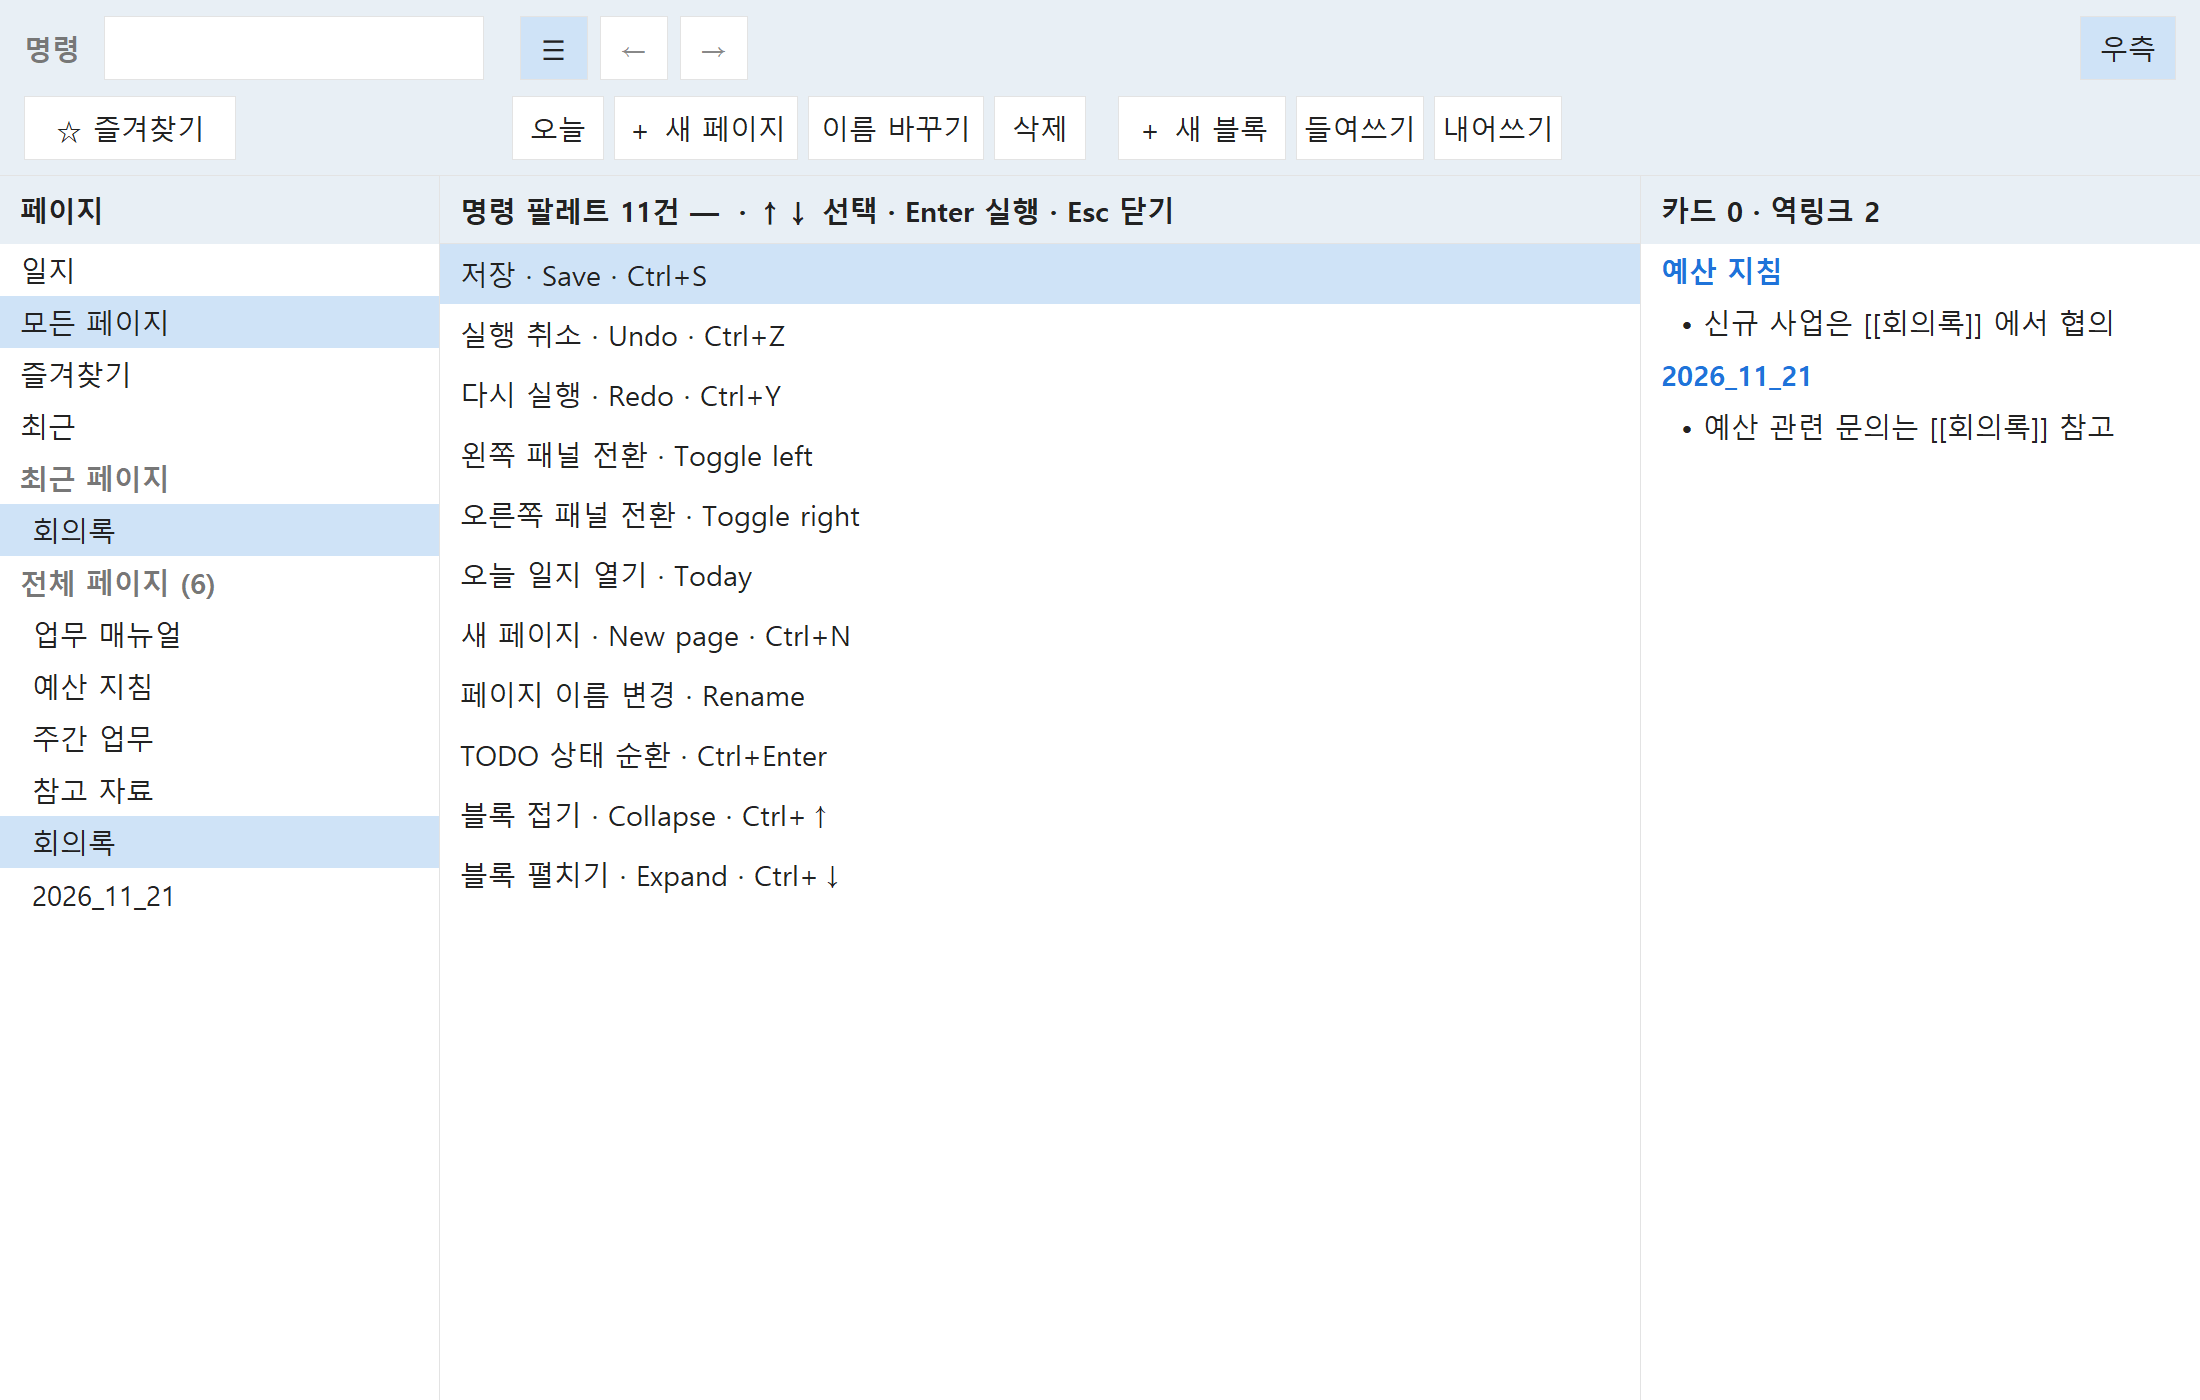 명령
☰ ← →
우측
☆ 즐겨찾기
오늘
+ 새 페이지
이름 바꾸기
삭제
+ 새 블록
들여쓰기
내어쓰기
페이지
일지
모든 페이지
즐겨찾기
최근
최근 페이지
회의록
전체 페이지 (6)
업무 매뉴얼
예산 지침
주간 업무
참고 자료
회의록
2026_11_21
명령 팔레트 11건 — · ↑↓ 선택 · Enter 실행 · Esc 닫기
저장 · Save · Ctrl+S
실행 취소 · Undo · Ctrl+Z
다시 실행 · Redo · Ctrl+Y
왼쪽 패널 전환 · Toggle left
오른쪽 패널 전환 · Toggle right
오늘 일지 열기 · Today
새 페이지 · New page · Ctrl+N
페이지 이름 변경 · Rename
TODO 상태 순환 · Ctrl+Enter
블록 접기 · Collapse · Ctrl+↑
블록 펼치기 · Expand · Ctrl+↓
카드 0 · 역링크 2
예산 지침
• 신규 사업은 [[회의록]] 에서 협의
2026_11_21
• 예산 관련 문의는 [[회의록]] 참고